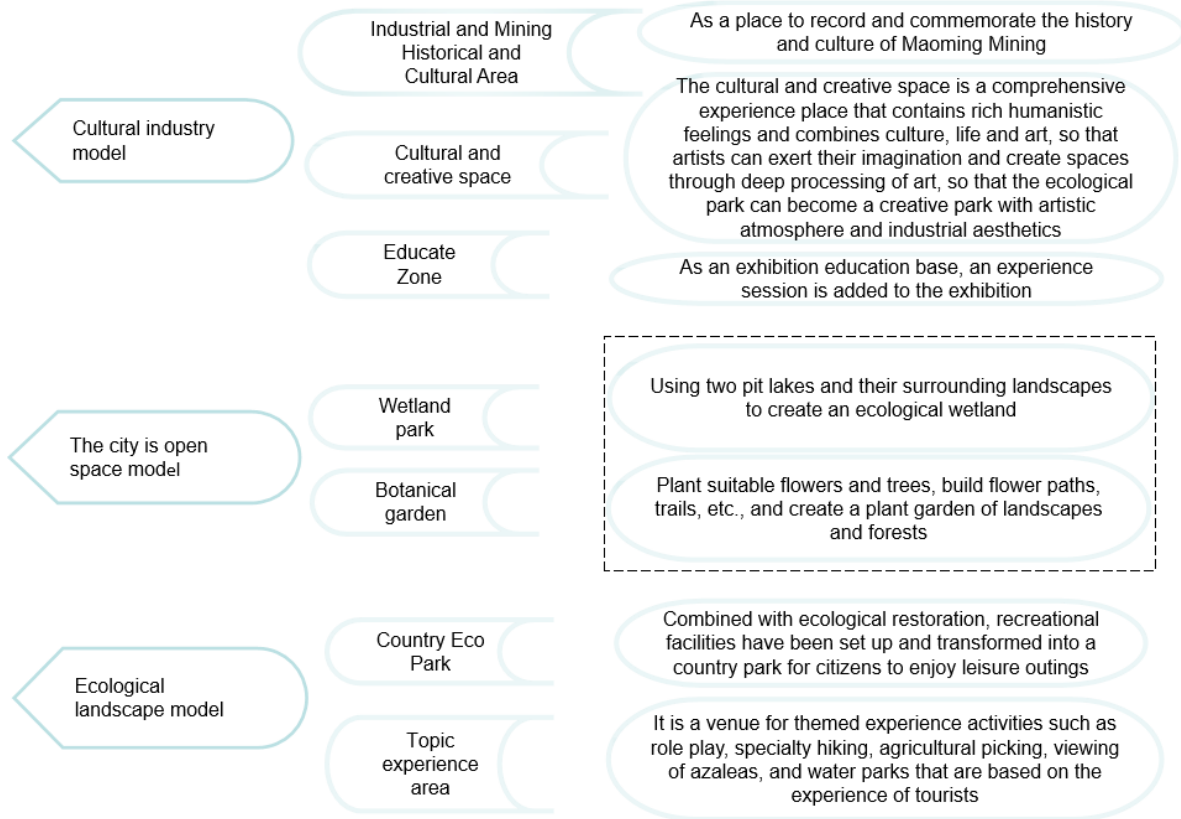 Cultural industry
model
Industrial and Mining
Historical and
Cultural Area
As a place to record and commemorate the history
and culture of Maoming Mining
Cultural and
creative space
The cultural and creative space is a comprehensive
experience place that contains rich humanistic
feelings and combines culture, life and art, so that
artists can exert their imagination and create spaces
through deep processing of art, so that the ecological
park can become a creative park with artistic
atmosphere and industrial aesthetics
Educate
Zone
As an exhibition education base, an experience
session is added to the exhibition
The city is open
space model
Wetland
park
Using two pit lakes and their surrounding landscapes
to create an ecological wetland
Botanical
garden
Plant suitable flowers and trees, build flower paths,
trails, etc., and create a plant garden of landscapes
and forests
Ecological
landscape model
Country Eco
Park
Combined with ecological restoration, recreational
facilities have been set up and transformed into a
country park for citizens to enjoy leisure outings
Topic
experience
area
It is a venue for themed experience activities such as
role play, specialty hiking, agricultural picking, viewing
of azaleas, and water parks that are based on the
experience of tourists